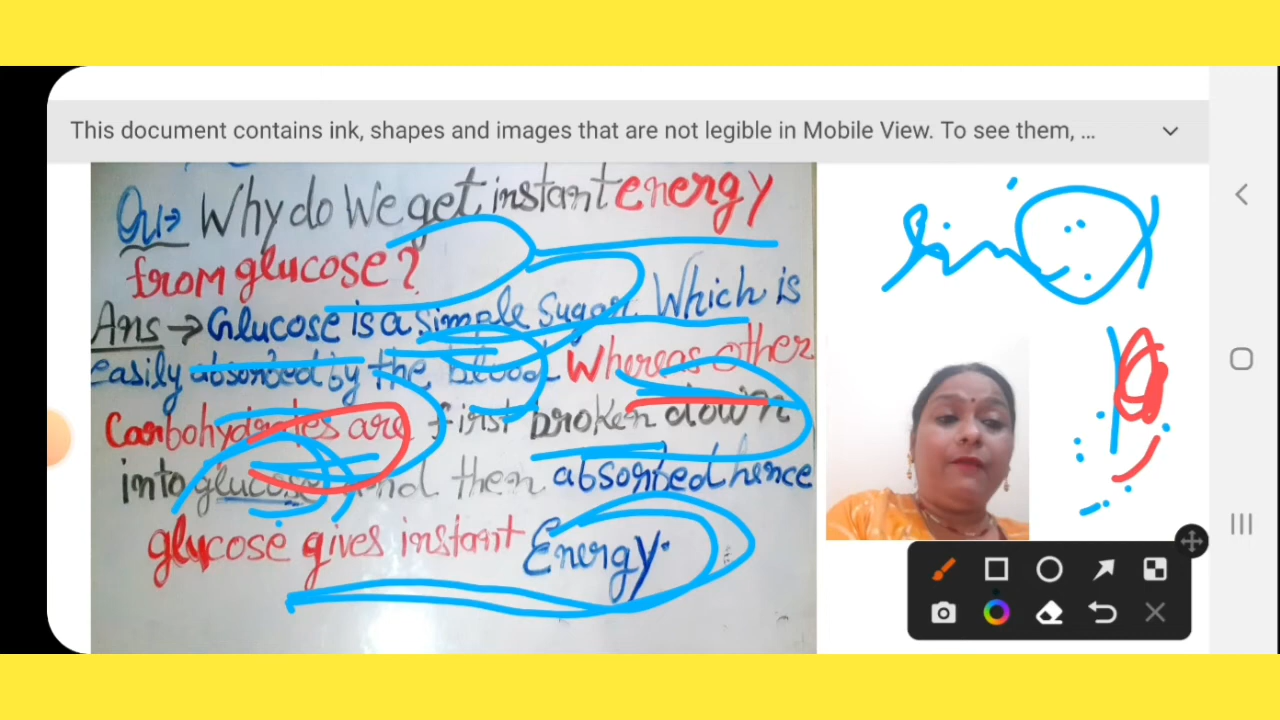 This document contains ink, shapes and images that are not legible in Mobile View. To see them, ...
Qu→ Why do We get instant energy
from glucose?
Ans → Glucose is a simple Sugar. Which is
easily absorbed by the blood. Whereas other
Carbohydrates are first broken down
into glucose and then absorbed hence
glucose gives instant Energy.